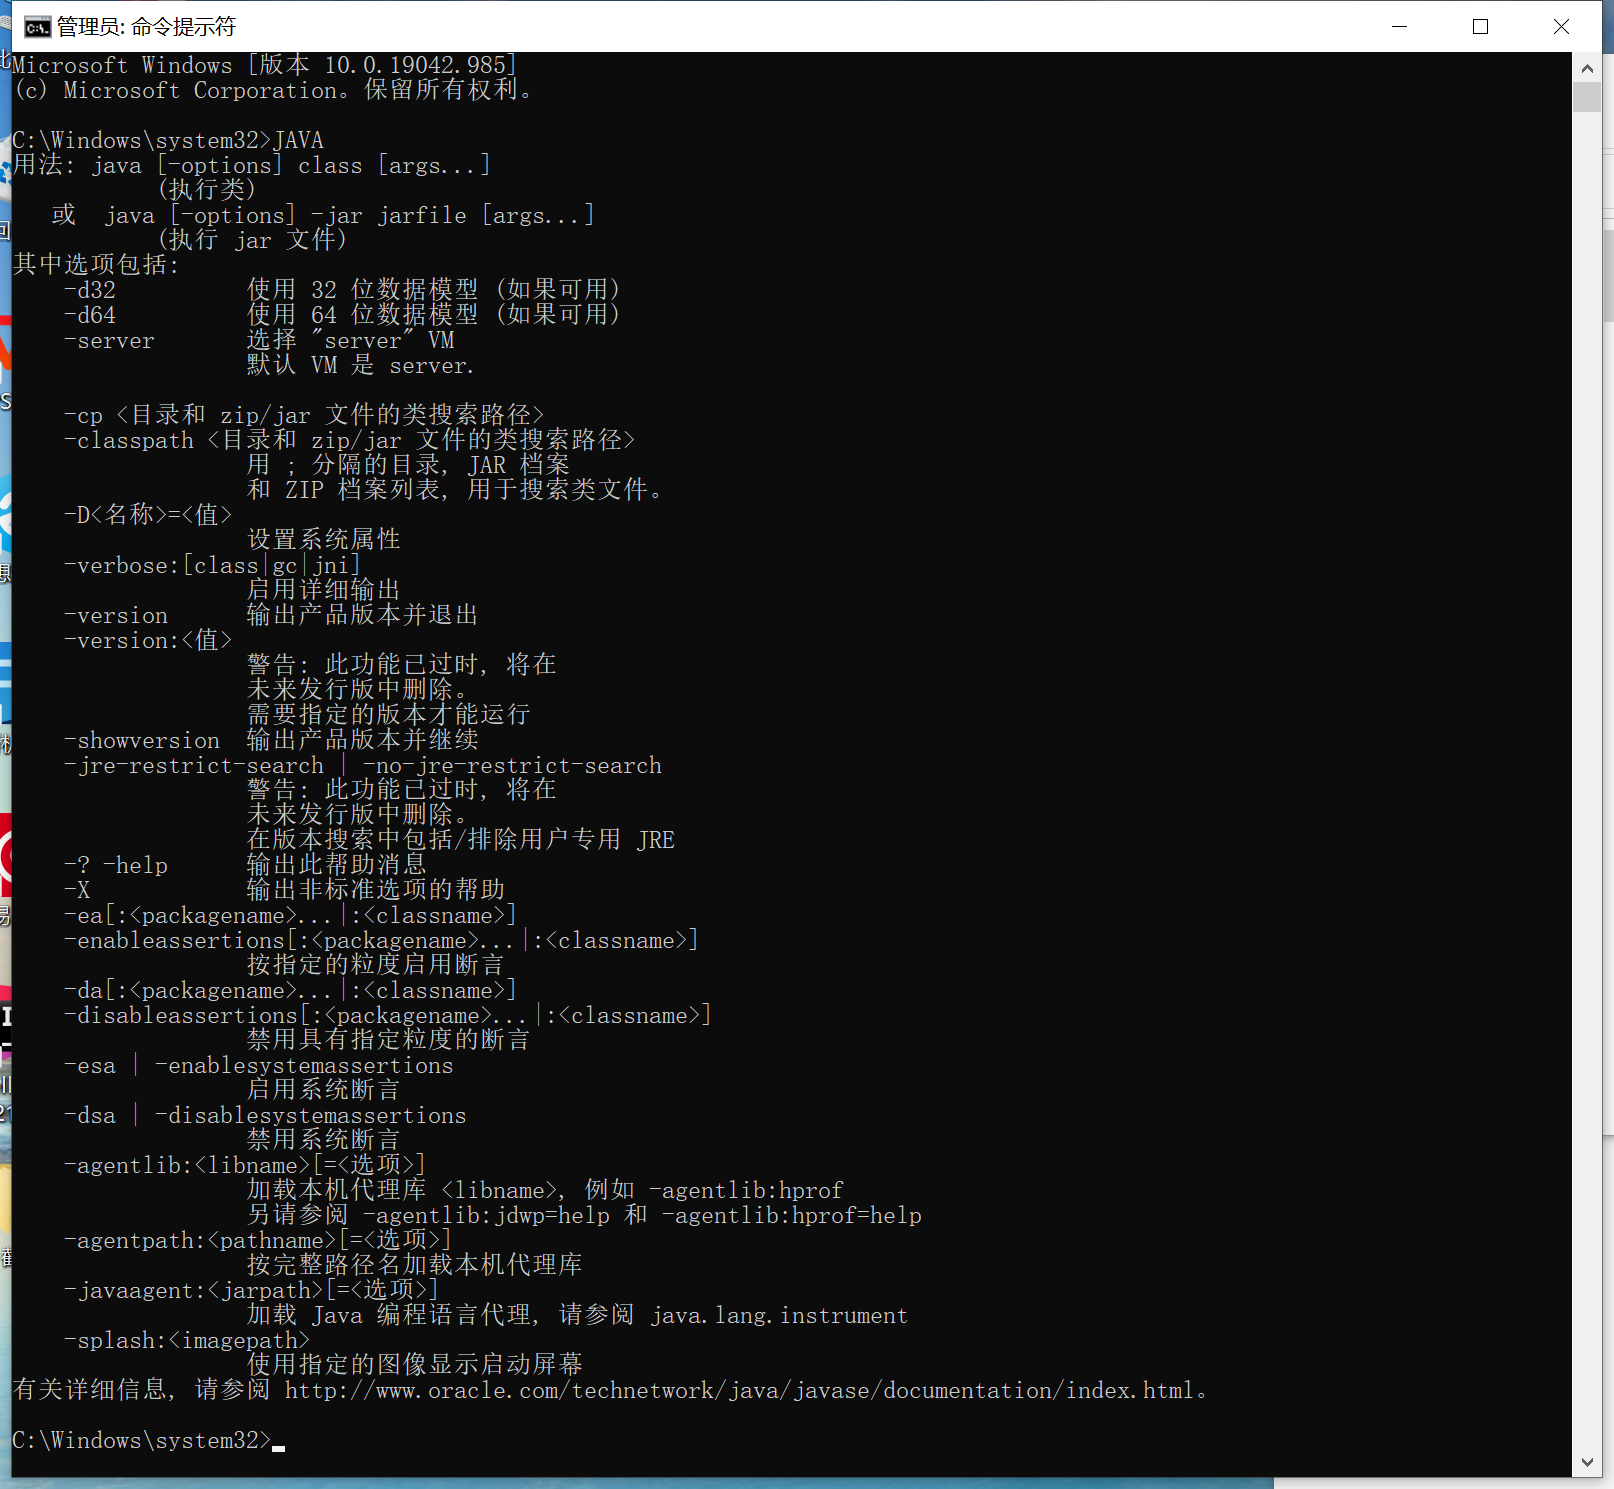 管理员: 命令提示符
Microsoft Windows [版本 10.0.19042.985]
(c) Microsoft Corporation。保留所有权利。
C:\Windows\system32>JAVA
用法: java [-options] class [args...]
(执行类)
或  java [-options] -jar jarfile [args...]
(执行 jar 文件)
其中选项包括:
-d32          使用 32 位数据模型 (如果可用)
-d64          使用 64 位数据模型 (如果可用)
-server       选择 "server" VM
默认 VM 是 server.
-cp <目录和 zip/jar 文件的类搜索路径>
-classpath <目录和 zip/jar 文件的类搜索路径>
用 ; 分隔的目录, JAR 档案
和 ZIP 档案列表, 用于搜索类文件。
-D<名称>=<值>
设置系统属性
-verbose:[class|gc|jni]
启用详细输出
-version      输出产品版本并退出
-version:<值>
警告: 此功能已过时, 将在
未来发行版中删除。
需要指定的版本才能运行
-showversion  输出产品版本并继续
-jre-restrict-search | -no-jre-restrict-search
警告: 此功能已过时, 将在
未来发行版中删除。
在版本搜索中包括/排除用户专用 JRE
-? -help      输出此帮助消息
-X            输出非标准选项的帮助
-ea[:<packagename>...|:<classname>]
-enableassertions[:<packagename>...|:<classname>]
按指定的粒度启用断言
-da[:<packagename>...|:<classname>]
-disableassertions[:<packagename>...|:<classname>]
禁用具有指定粒度的断言
-esa | -enablesystemassertions
启用系统断言
-dsa | -disablesystemassertions
禁用系统断言
-agentlib:<libname>[=<选项>]
加载本机代理库 <libname>, 例如 -agentlib:hprof
另请参阅 -agentlib:jdwp=help 和 -agentlib:hprof=help
-agentpath:<pathname>[=<选项>]
按完整路径名加载本机代理库
-javaagent:<jarpath>[=<选项>]
加载 Java 编程语言代理, 请参阅 java.lang.instrument
-splash:<imagepath>
使用指定的图像显示启动屏幕
有关详细信息, 请参阅 http://www.oracle.com/technetwork/java/javase/documentation/index.html。
C:\Windows\system32>